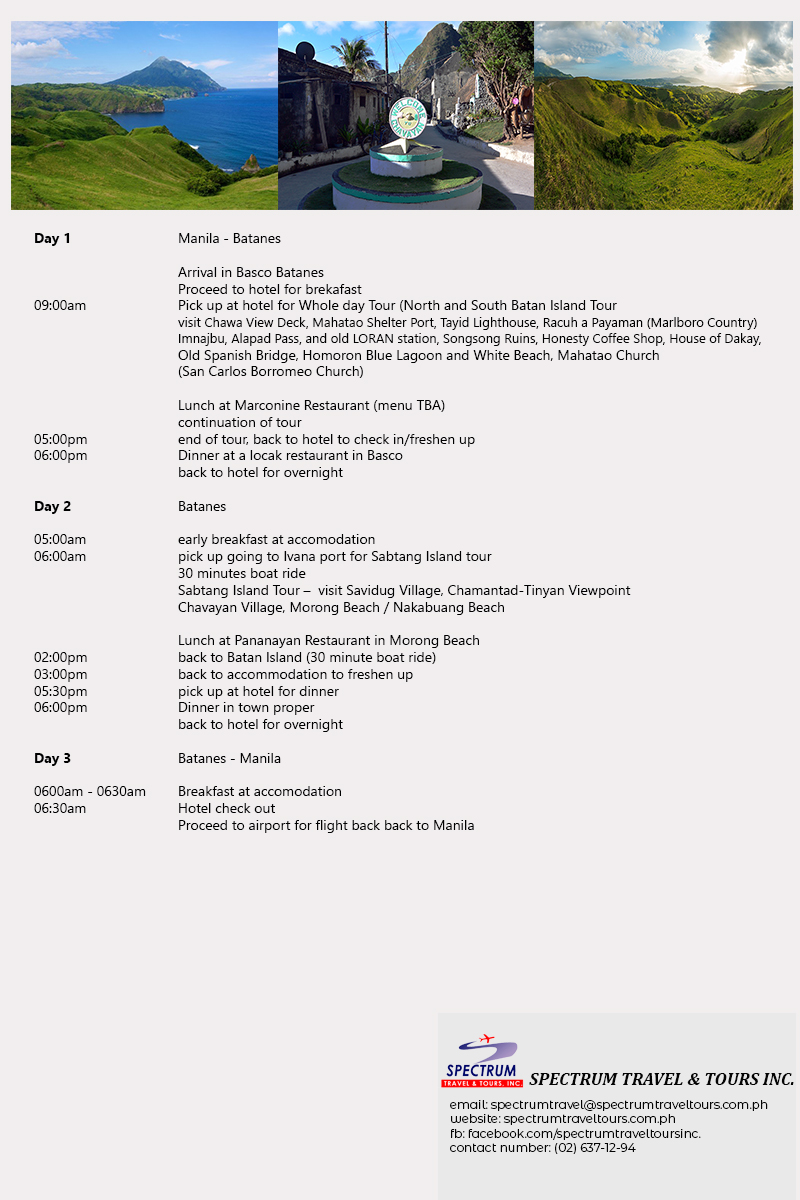 WELCOME
CHAVAYAN
Day 1 Manila - Batanes
Arrival in Basco Batanes
Proceed to hotel for brekafast
09:00am Pick up at hotel for Whole day Tour (North and South Batan Island Tour
visit Chawa View Deck, Mahatao Shelter Port, Tayid Lighthouse, Racuh a Payaman (Marlboro Country)
Imnajbu, Alapad Pass, and old LORAN station, Songsong Ruins, Honesty Coffee Shop, House of Dakay,
Old Spanish Bridge, Homoron Blue Lagoon and White Beach, Mahatao Church
(San Carlos Borromeo Church)
Lunch at Marconine Restaurant (menu TBA)
continuation of tour
05:00pm end of tour, back to hotel to check in/freshen up
06:00pm Dinner at a locak restaurant in Basco
back to hotel for overnight
Day 2 Batanes
05:00am early breakfast at accomodation
06:00am pick up going to Ivana port for Sabtang Island tour
30 minutes boat ride
Sabtang Island Tour – visit Savidug Village, Chamantad-Tinyan Viewpoint
Chavayan Village, Morong Beach / Nakabuang Beach
Lunch at Pananayan Restaurant in Morong Beach
02:00pm back to Batan Island (30 minute boat ride)
03:00pm back to accommodation to freshen up
05:30pm pick up at hotel for dinner
06:00pm Dinner in town proper
back to hotel for overnight
Day 3 Batanes - Manila
0600am - 0630am Breakfast at accomodation
06:30am Hotel check out
Proceed to airport for flight back back to Manila
SPECTRUM
TRAVEL & TOURS, INC.
SPECTRUM TRAVEL & TOURS INC.
email: spectrumtravel@spectrumtraveltours.com.ph
website: spectrumtraveltours.com.ph
fb: facebook.com/spectrumtraveltoursinc.
contact number: (02) 637-12-94